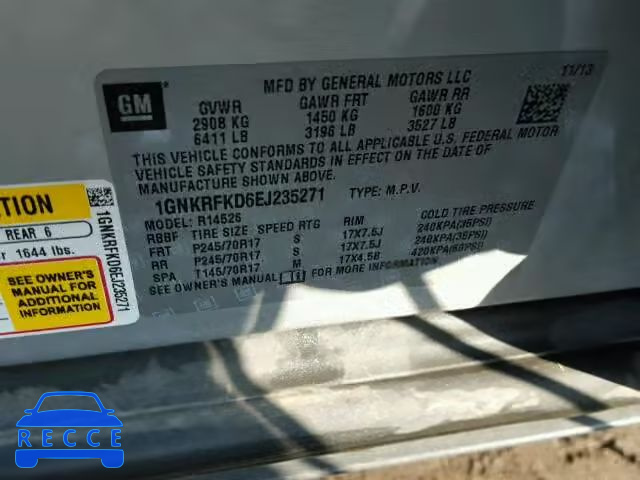 GM
MFD BY GENERAL MOTORS LLC
11/13
GVWR GAWR FRT GAWR RR
2908 KG 1450 KG 1600 KG
6411 LB 3196 LB 3527 LB
THIS VEHICLE CONFORMS TO ALL APPLICABLE U.S. FEDERAL MOTOR
VEHICLE SAFETY STANDARDS IN EFFECT ON THE DATE OF
MANUFACTURE SHOWN ABOVE.
1GNKRFKD6EJ235271 TYPE: M.P.V.
MODEL: R14526
RBBF TIRE SIZE SPEED RTG RIM COLD TIRE PRESSURE
FRT P245/70R17 S 17X7.5J 240KPA(35PSI)
RR P245/70R17 S 17X7.5J 240KPA(35PSI)
SPA T145/70R17 M 17X4.5B 420KPA(60PSI)
SEE OWNER'S MANUAL FOR MORE INFORMATION
TION
REAR 6
r 1644 lbs.
SEE OWNER'S
MANUAL FOR
ADDITIONAL
INFORMATION
1GNKRFKD6EJ235271
RECCE